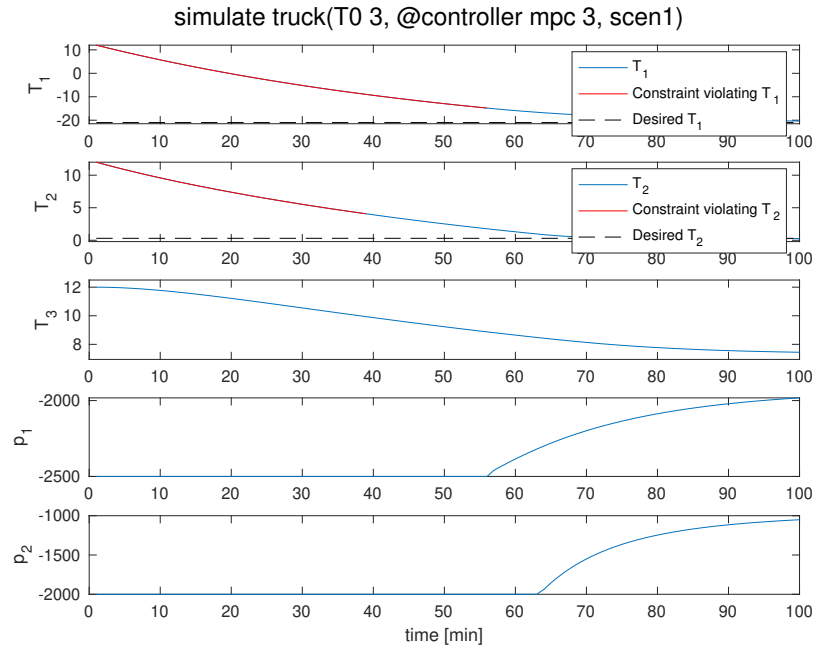 simulate truck(T0 3, @controller mpc 3, scen1)
T1
10
0
-10
-20
0 10 20 30 40 50 60 70 80 90 100
T1
Constraint violating T1
Desired T1
T2
10
5
0
0 10 20 30 40 50 60 70 80 90 100
T2
Constraint violating T2
Desired T2
T3
12
10
8
0 10 20 30 40 50 60 70 80 90 100
p1
-2000
-2500
0 10 20 30 40 50 60 70 80 90 100
p2
-1000
-1500
-2000
0 10 20 30 40 50 60 70 80 90 100
time [min]